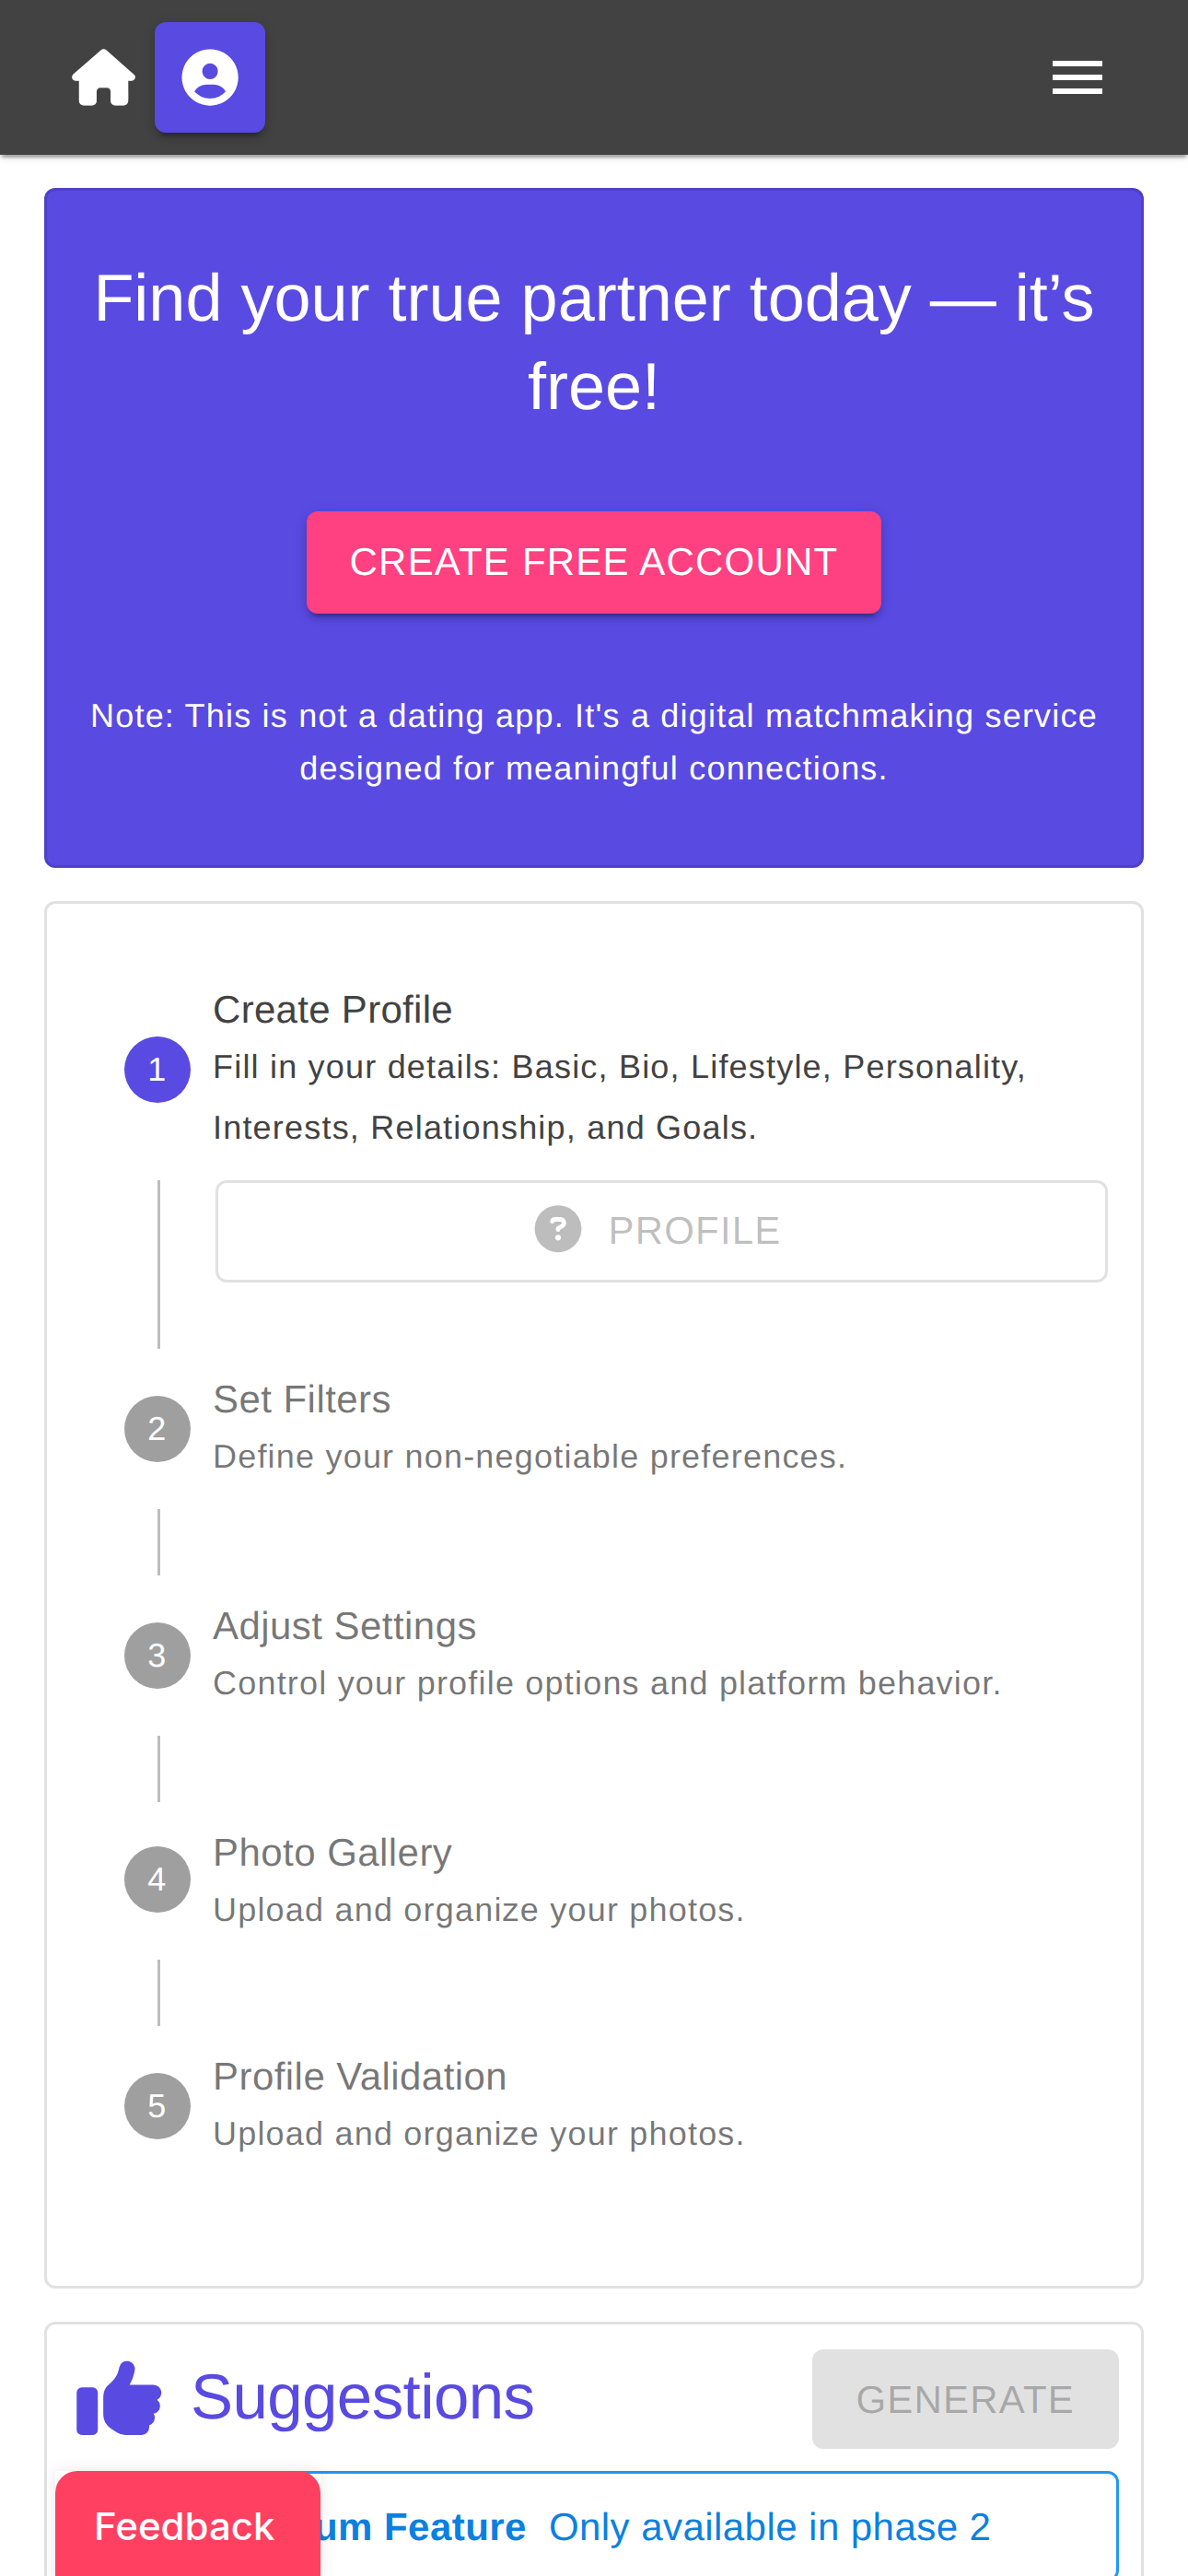 Find your true partner today — it’s
free!
CREATE FREE ACCOUNT
Note: This is not a dating app. It's a digital matchmaking service
designed for meaningful connections.
Create Profile
1
Fill in your details: Basic, Bio, Lifestyle, Personality,
Interests, Relationship, and Goals.
? PROFILE
Set Filters
2
Define your non-negotiable preferences.
Adjust Settings
3
Control your profile options and platform behavior.
Photo Gallery
4
Upload and organize your photos.
Profile Validation
5
Upload and organize your photos.
Suggestions GENERATE
Feedback um Feature Only available in phase 2